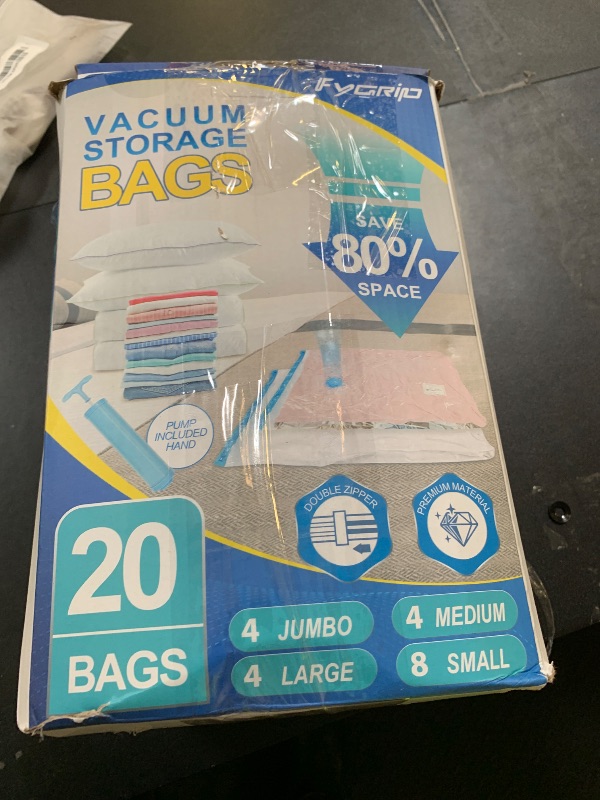 FYGRIP
VACUUM
STORAGE
BAGS
SAVE
80%
SPACE
PUMP
INCLUDED
HAND
DOUBLE ZIPPER
PREMIUM MATERIAL
20
BAGS
4 JUMBO
4 MEDIUM
4 LARGE
8 SMALL